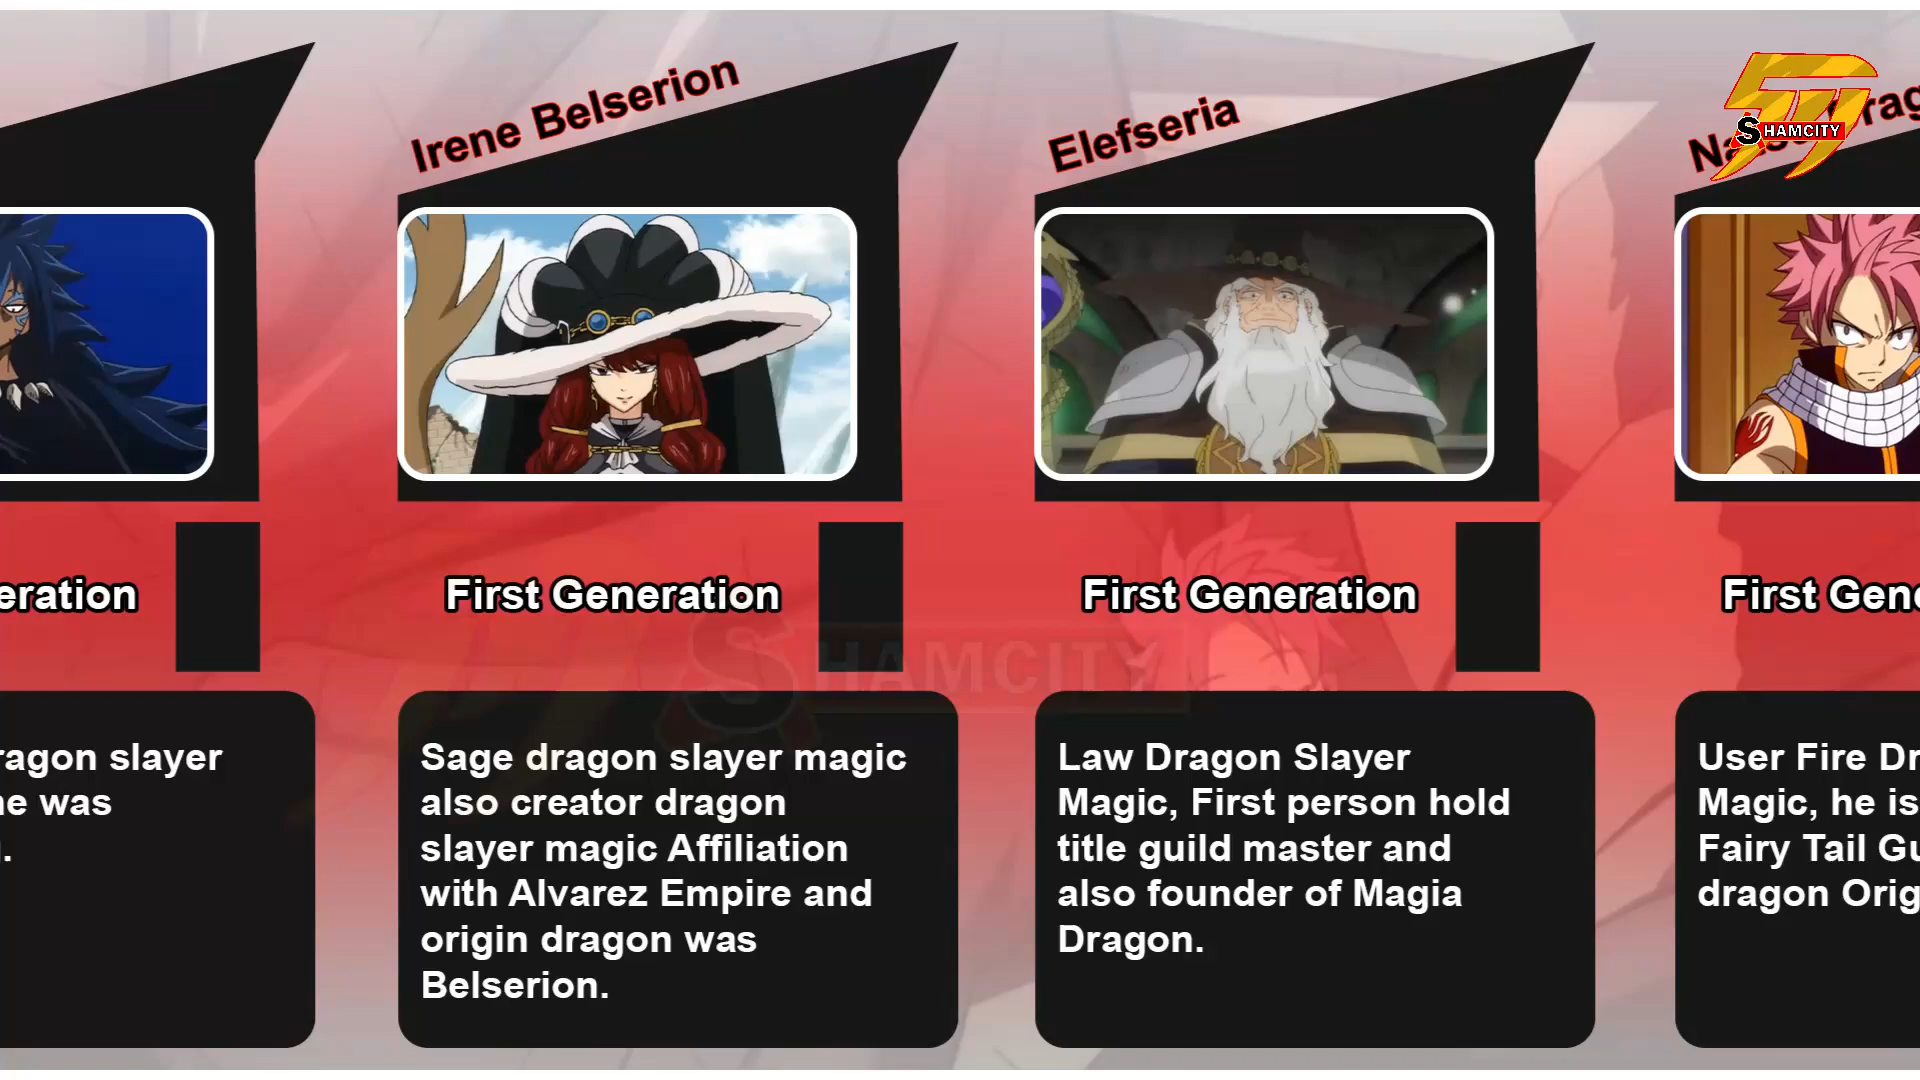 Irene Belserion
Elefseria
SHAMCITY
eration
First Generation
First Generation
First Gene
SHAMCITY
ragon slayer
ne was
.
Sage dragon slayer magic
also creator dragon
slayer magic Affiliation
with Alvarez Empire and
origin dragon was
Belserion.
Law Dragon Slayer
Magic, First person hold
title guild master and
also founder of Magia
Dragon.
User Fire Dr
Magic, he is
Fairy Tail Gu
dragon Orig